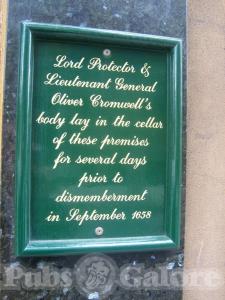 Lord Protector &
Lieutenant General
Oliver Cromwell's
body lay in the cellar
of these premises
for several days
prior to
dismemberment
in September 1658
Pubs Galore